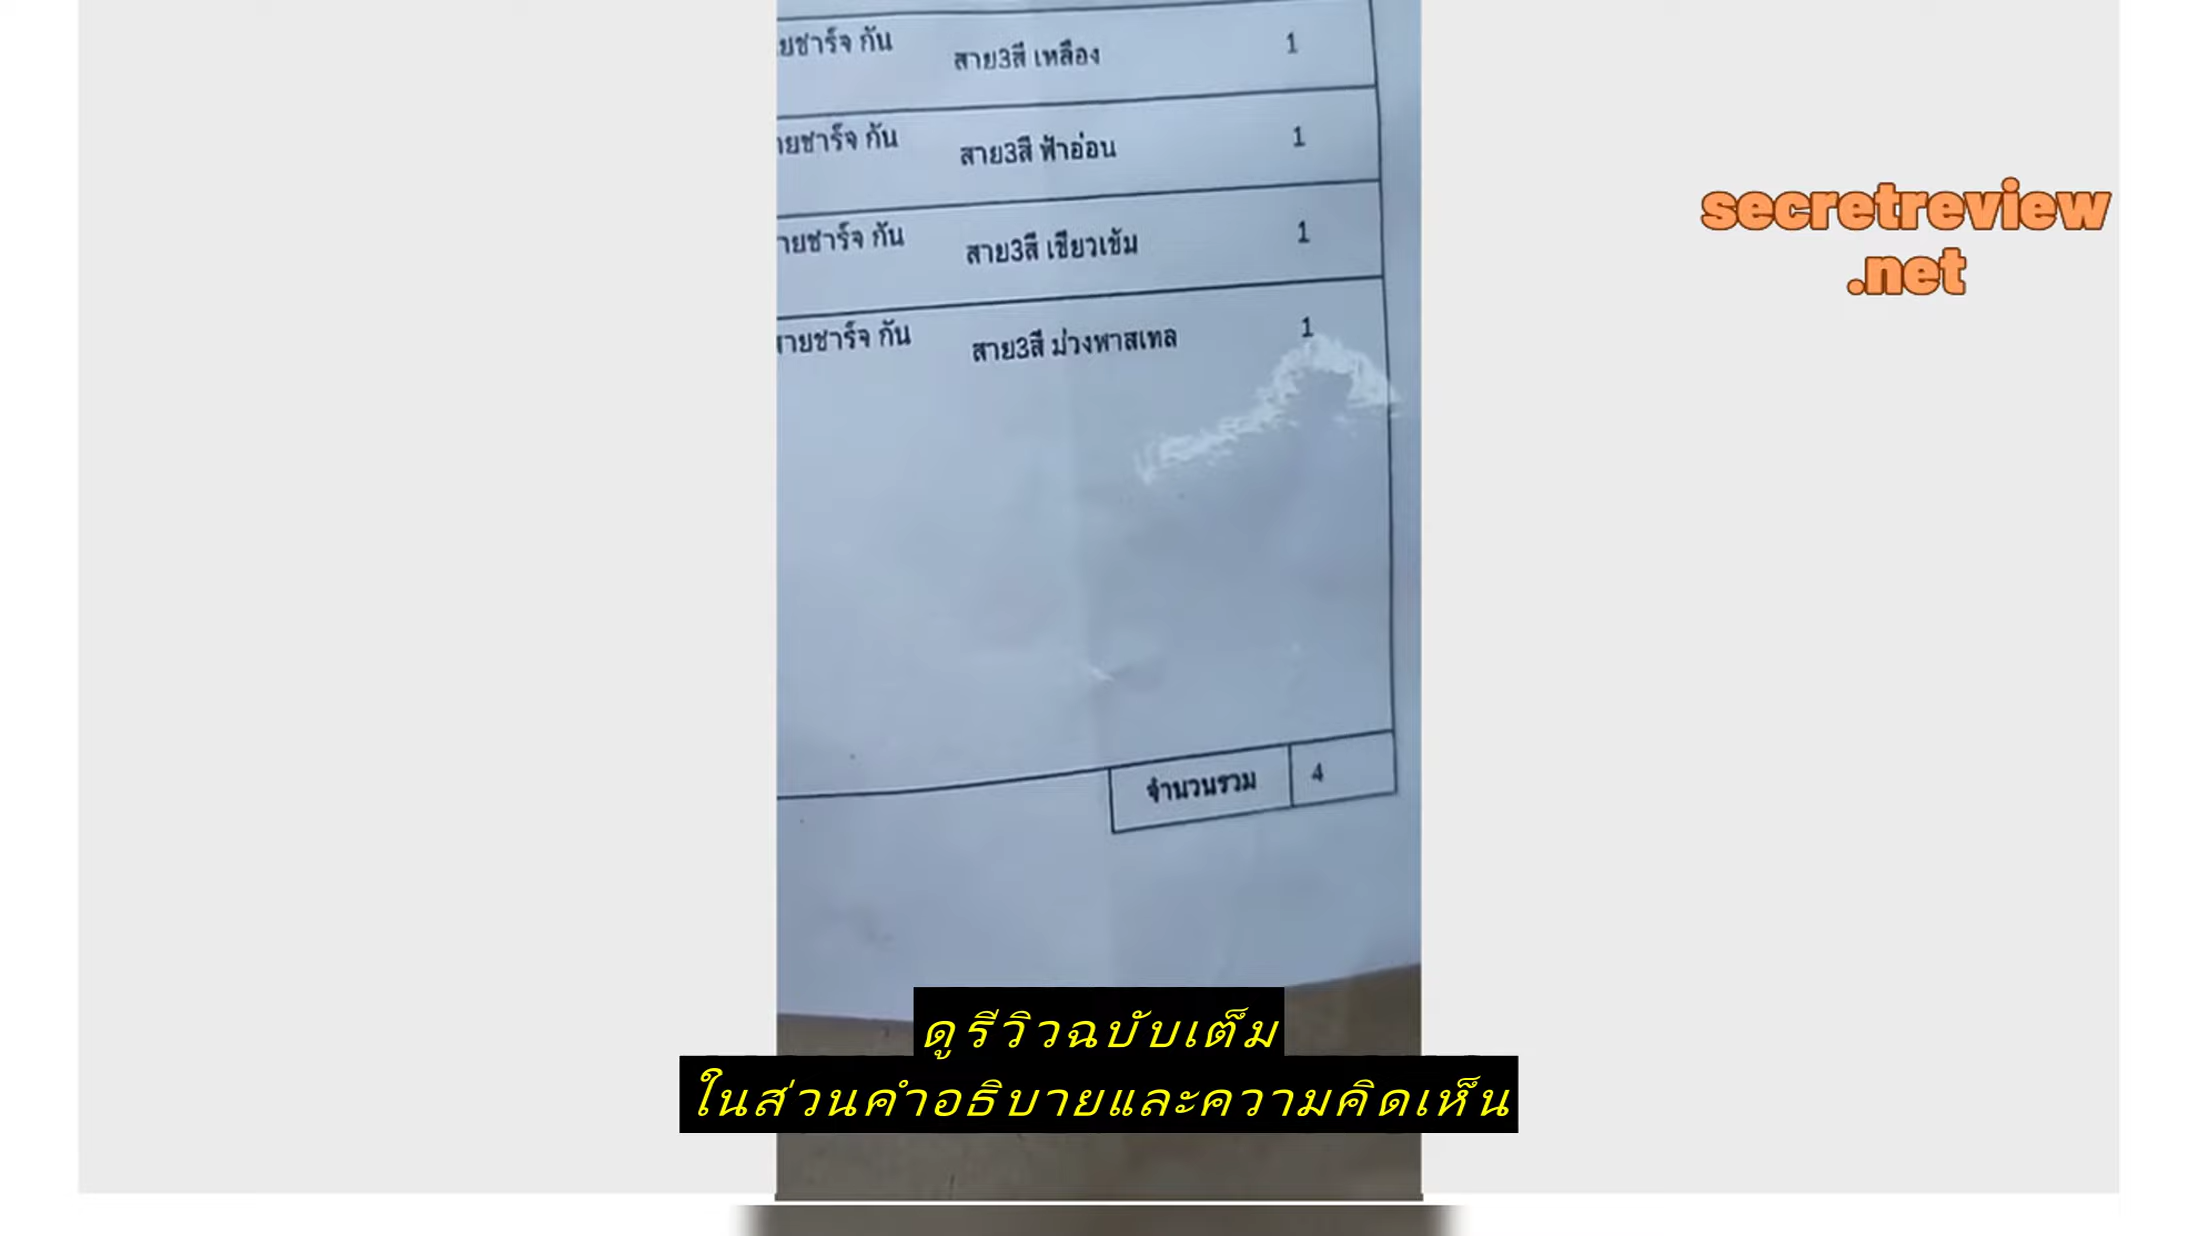 ยชาร์จ กัน สาย3สี เหลือง 1
ายชาร์จ กัน สาย3สี ฟ้าอ่อน 1
ายชาร์จ กัน สาย3สี เขียวเข้ม 1
สายชาร์จ กัน สาย3สี ม่วงพาสเทล 1
จำนวนรวม 4
secretreview
.net
ดูรีวิวฉบับเต็ม
ในส่วนคำอธิบายและความคิดเห็น